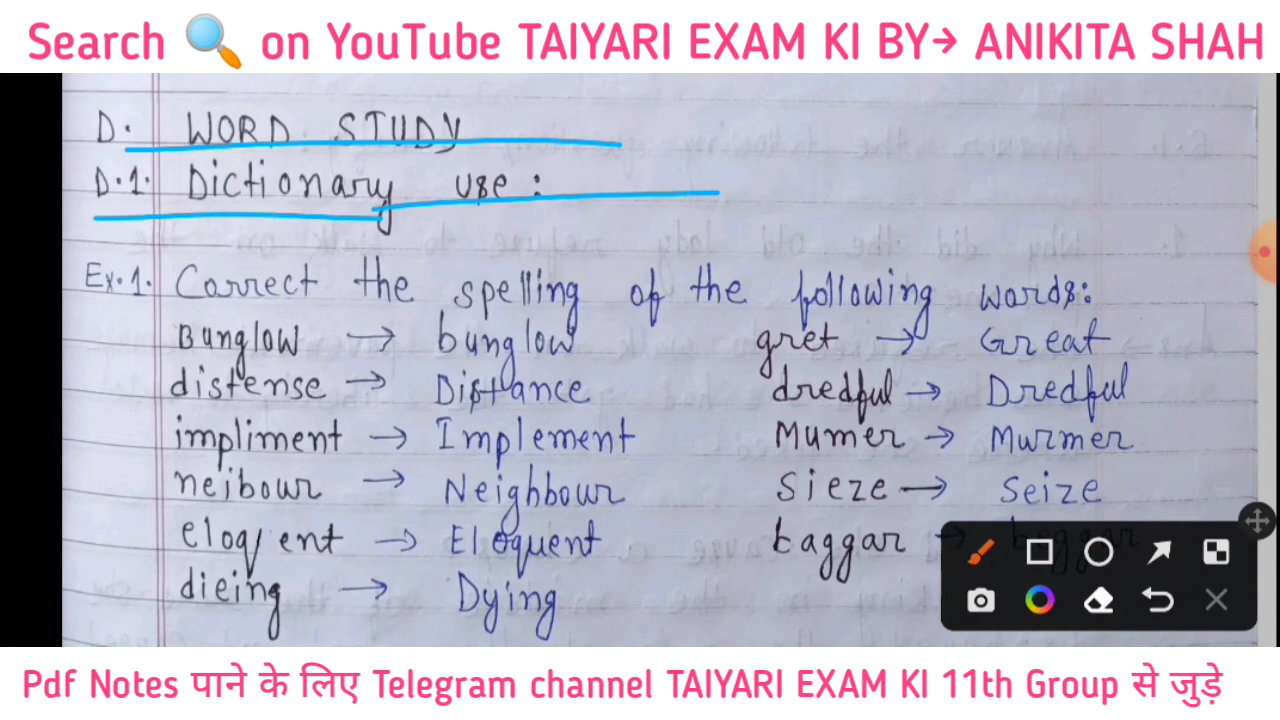 Search 🔍 on YouTube TAIYARI EXAM KI BY→ ANIKITA SHAH
D. WORD STUDY
D.1. Dictionary use:
Ex.1. Correct the spelling of the following words:
Bunglow → bunglow gret → Great
distense → Distance dredful → Dredful
impliment → Implement Mumer → Murmer
neibour → Neighbour Sieze → Seize
eloqent → Eloquent baggar → beggar
dieing → Dying
Pdf Notes पाने के लिए Telegram channel TAIYARI EXAM KI 11th Group से जुड़े